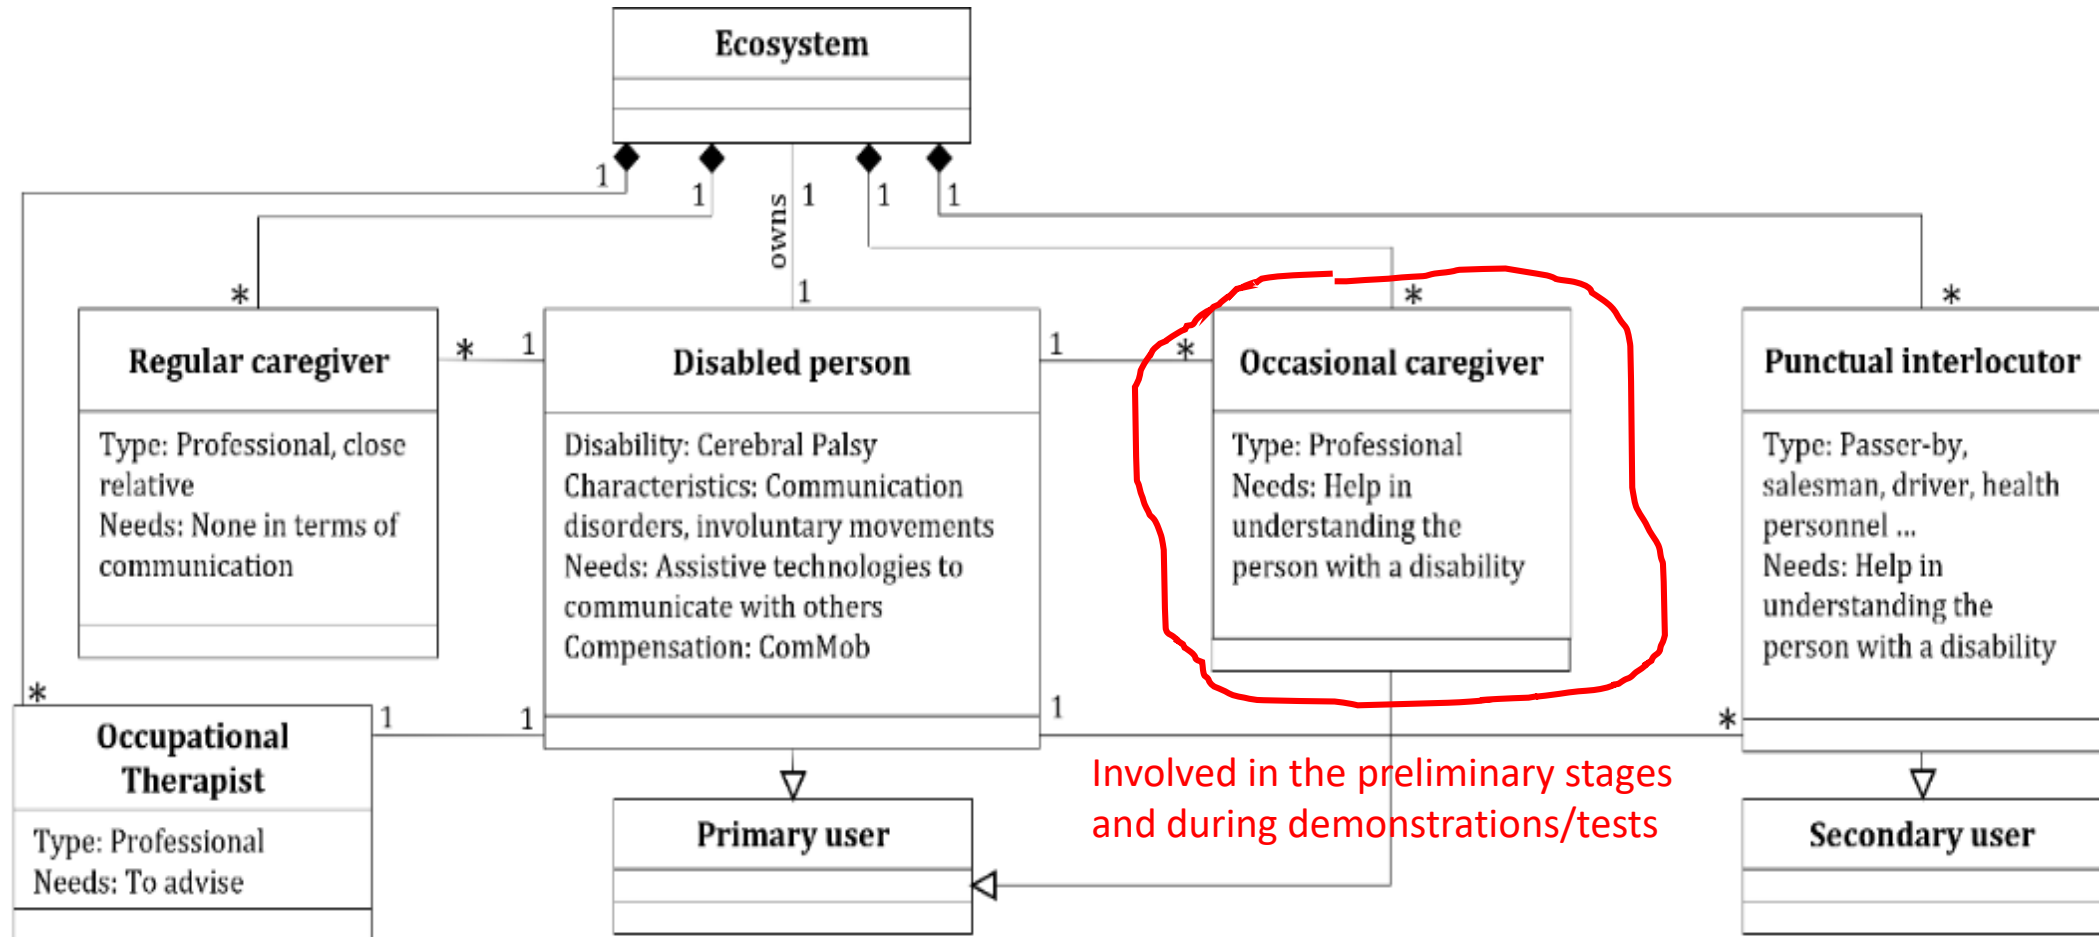 Ecosystem
1
1
owns
1
1
1
*
1
*
*
Regular caregiver
*
1
Disabled person
1
*
Occasional caregiver
Punctual interlocutor
Type: Professional, close
relative
Needs: None in terms of
communication
Disability: Cerebral Palsy
Characteristics: Communication
disorders, involuntary movements
Needs: Assistive technologies to
communicate with others
Compensation: ComMob
Type: Professional
Needs: Help in
understanding the
person with a disability
Type: Passer-by,
salesman, driver, health
personnel ...
Needs: Help in
understanding the
person with a disability
*
1
1
1
*
Occupational
Therapist
Type: Professional
Needs: To advise
Involved in the preliminary stages
and during demonstrations/tests
Primary user
Secondary user